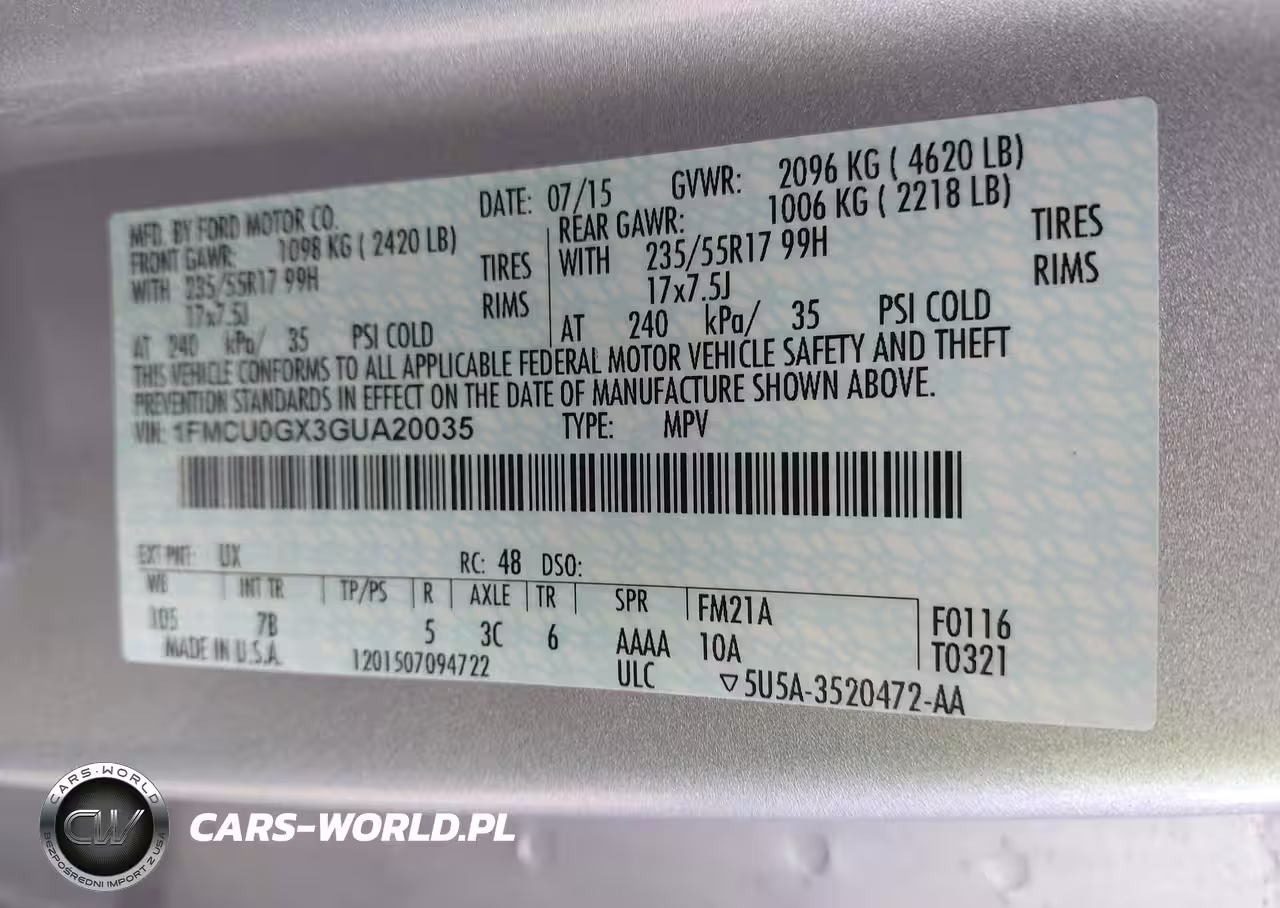 MFD. BY FORD MOTOR CO. DATE: 07/15 GVWR: 2096 KG ( 4620 LB)
FRONT GAWR: 1098 KG ( 2420 LB) REAR GAWR: 1006 KG ( 2218 LB)
WITH 235/55R17 99H TIRES WITH 235/55R17 99H TIRES
17x7.5J RIMS 17x7.5J RIMS
AT 240 kPa/ 35 PSI COLD AT 240 kPa/ 35 PSI COLD
THIS VEHICLE CONFORMS TO ALL APPLICABLE FEDERAL MOTOR VEHICLE SAFETY AND THEFT
PREVENTION STANDARDS IN EFFECT ON THE DATE OF MANUFACTURE SHOWN ABOVE.
VIN: 1FMCU0GX3GUA20035 TYPE: MPV
EXT PNT: UX RC: 48 DSO:
WB INT TR TP/PS R AXLE TR SPR FM21A F0116
105 7B 5 3C 6 AAAA 10A T0321
MADE IN U.S.A. 1201507094722 ULC ▽5U5A-3520472-AA
CARS-WORLD
CW
BEZPOŚREDNI IMPORT Z USA
CARS-WORLD.PL